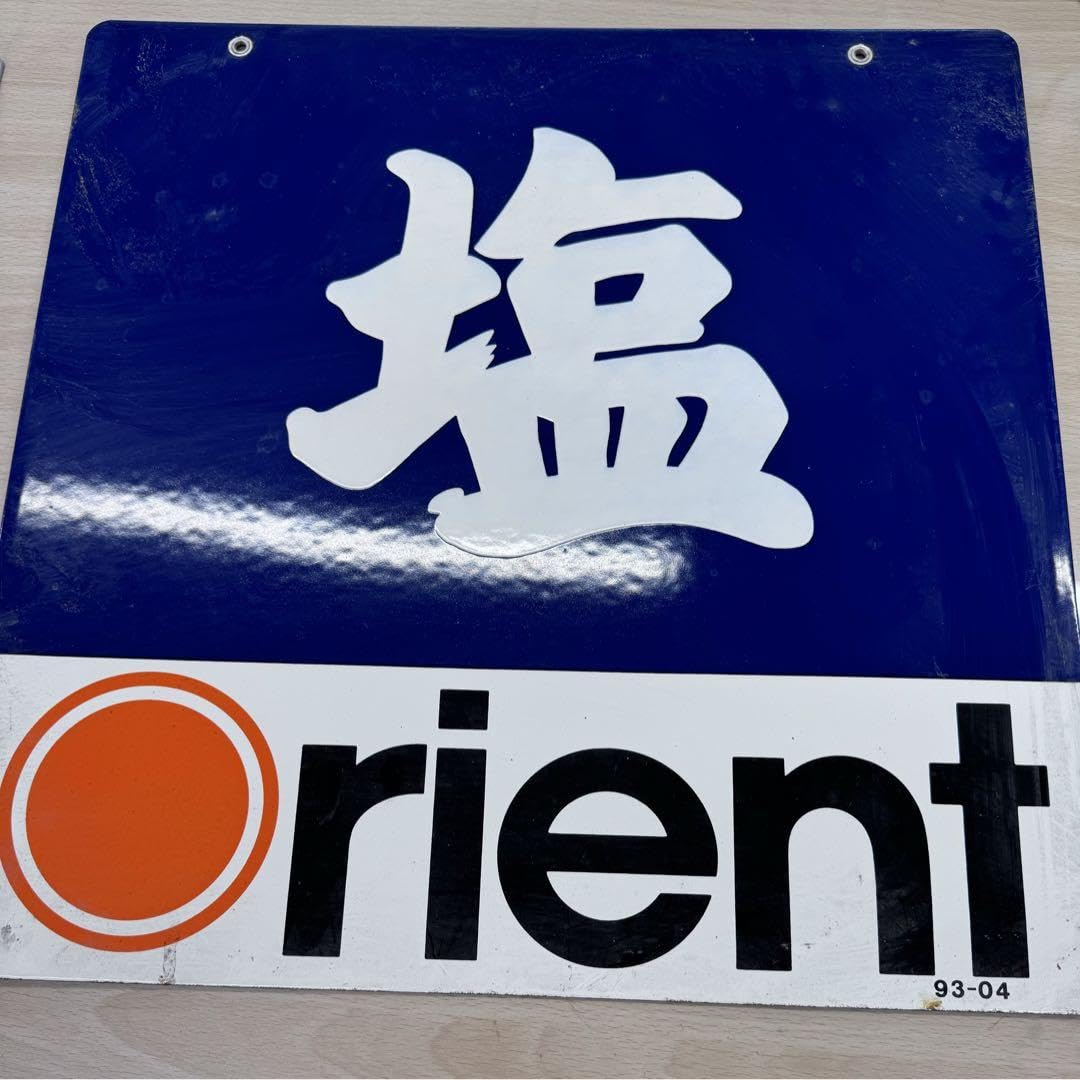 塩
Orient
93-04